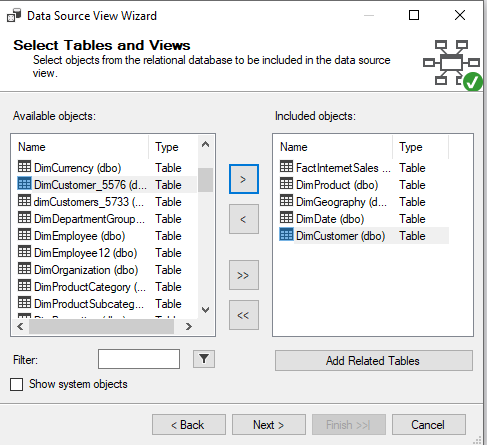 Data Source View Wizard
Select Tables and Views
Select objects from the relational database to be included in the data source
view.
Available objects:
Name Type
DimCurrency (dbo) Table
DimCustomer_5576 (d... Table
dimCustomers_5733 (... Table
DimDepartmentGroup... Table
DimEmployee (dbo) Table
DimEmployee12 (dbo) Table
DimOrganization (dbo) Table
DimProductCategory (... Table
DimProductSubcateg... Table
>
<
>>
<<
Included objects:
Name Type
FactInternetSales ... Table
DimProduct (dbo) Table
DimGeography (d... Table
DimDate (dbo) Table
DimCustomer (dbo) Table
Filter:
Add Related Tables
Show system objects
< Back Next > Finish >>| Cancel